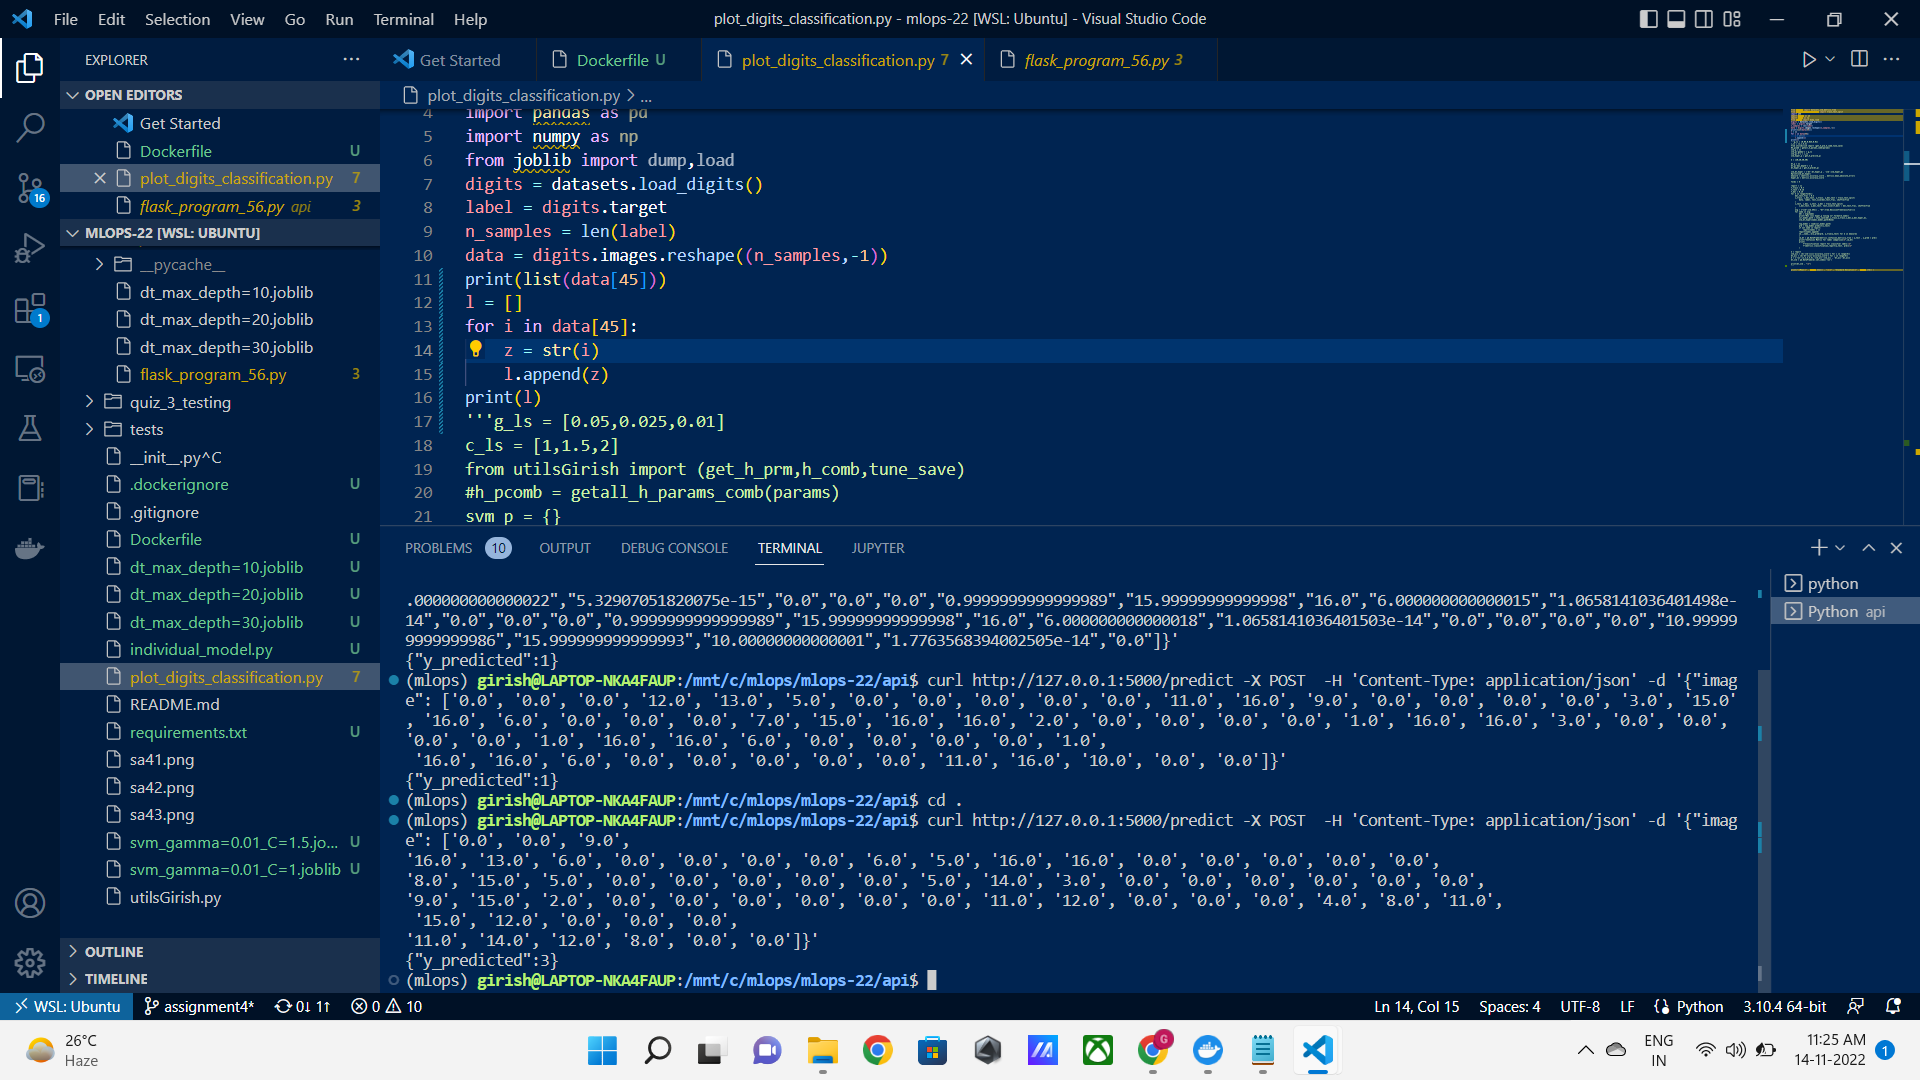 File Edit Selection View Go Run Terminal Help
plot_digits_classification.py - mlops-22 [WSL: Ubuntu] - Visual Studio Code
EXPLORER
Get Started
Dockerfile U
plot_digits_classification.py 7
flask_program_56.py 3
OPEN EDITORS
Get Started
Dockerfile U
plot_digits_classification.py 7
flask_program_56.py api 3
MLOPS-22 [WSL: UBUNTU]
__pycache__
dt_max_depth=10.joblib
dt_max_depth=20.joblib
dt_max_depth=30.joblib
flask_program_56.py 3
quiz_3_testing
tests
__init__.py^C
.dockerignore U
.gitignore
Dockerfile U
dt_max_depth=10.joblib U
dt_max_depth=20.joblib U
dt_max_depth=30.joblib U
individual_model.py U
plot_digits_classification.py 7
README.md
requirements.txt U
sa41.png
sa42.png
sa43.png
svm_gamma=0.01_C=1.5.jo... U
svm_gamma=0.01_C=1.joblib U
utilsGirish.py
OUTLINE
TIMELINE
16
1
plot_digits_classification.py > ...
4 import pandas as pd
5 import numpy as np
6 from joblib import dump,load
7 digits = datasets.load_digits()
8 label = digits.target
9 n_samples = len(label)
10 data = digits.images.reshape((n_samples,-1))
11 print(list(data[45]))
12 l = []
13 for i in data[45]:
14 z = str(i)
15 l.append(z)
16 print(l)
17 '''g_ls = [0.05,0.025,0.01]
18 c_ls = [1,1.5,2]
19 from utilsGirish import (get_h_prm,h_comb,tune_save)
20 #h_pcomb = getall_h_params_comb(params)
21 svm_p = {}
PROBLEMS 10 OUTPUT DEBUG CONSOLE TERMINAL JUPYTER
python
Python api
.000000000000022","5.32907051820075e-15","0.0","0.0","0.0","0.9999999999999989","15.99999999999998","16.0","6.000000000000015","1.0658141036401498e-
14","0.0","0.0","0.0","0.9999999999999989","15.99999999999998","16.0","6.000000000000018","1.0658141036401503e-14","0.0","0.0","0.0","0.0","10.99999
9999999986","15.999999999999993","10.00000000000001","1.7763568394002505e-14","0.0"]}'
{"y_predicted":1}
(mlops) girish@LAPTOP-NKA4FAUP:/mnt/c/mlops/mlops-22/api$ curl http://127.0.0.1:5000/predict -X POST  -H 'Content-Type: application/json' -d '{"imag
e": ['0.0', '0.0', '0.0', '12.0', '13.0', '5.0', '0.0', '0.0', '0.0', '0.0', '0.0', '11.0', '16.0', '9.0', '0.0', '0.0', '0.0', '0.0', '3.0', '15.0'
, '16.0', '6.0', '0.0', '0.0', '0.0', '7.0', '15.0', '16.0', '16.0', '2.0', '0.0', '0.0', '0.0', '0.0', '1.0', '16.0', '16.0', '3.0', '0.0', '0.0',
'0.0', '0.0', '1.0', '16.0', '16.0', '6.0', '0.0', '0.0', '0.0', '0.0', '1.0',
'16.0', '16.0', '6.0', '0.0', '0.0', '0.0', '0.0', '0.0', '11.0', '16.0', '10.0', '0.0', '0.0']}'
{"y_predicted":1}
(mlops) girish@LAPTOP-NKA4FAUP:/mnt/c/mlops/mlops-22/api$ cd .
(mlops) girish@LAPTOP-NKA4FAUP:/mnt/c/mlops/mlops-22/api$ curl http://127.0.0.1:5000/predict -X POST  -H 'Content-Type: application/json' -d '{"imag
e": ['0.0', '0.0', '9.0',
'16.0', '13.0', '6.0', '0.0', '0.0', '0.0', '0.0', '6.0', '5.0', '16.0', '16.0', '0.0', '0.0', '0.0', '0.0', '0.0',
'8.0', '15.0', '5.0', '0.0', '0.0', '0.0', '0.0', '0.0', '5.0', '14.0', '3.0', '0.0', '0.0', '0.0', '0.0', '0.0', '0.0',
'9.0', '15.0', '2.0', '0.0', '0.0', '0.0', '0.0', '0.0', '0.0', '11.0', '12.0', '0.0', '0.0', '0.0', '4.0', '8.0', '11.0',
'15.0', '12.0', '0.0', '0.0', '0.0',
'11.0', '14.0', '12.0', '8.0', '0.0', '0.0']}'
{"y_predicted":3}
(mlops) girish@LAPTOP-NKA4FAUP:/mnt/c/mlops/mlops-22/api$
WSL: Ubuntu assignment4* 0↓ 1↑ 0 10
Ln 14, Col 15 Spaces: 4 UTF-8 LF Python 3.10.4 64-bit
26°C
Haze
G
ENG
IN
11:25 AM
14-11-2022
1